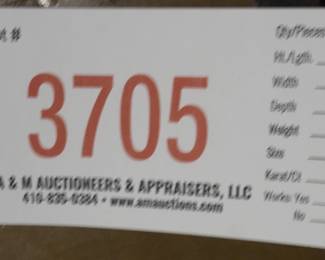 t #
3705
A & M AUCTIONEERS & APPRAISERS, LLC
410-835-0384 • www.amauctions.com
Qty/Pieces
Ht./Lgth.
Width
Depth
Weight
Size
Karat/Ct
Works: Yes
No